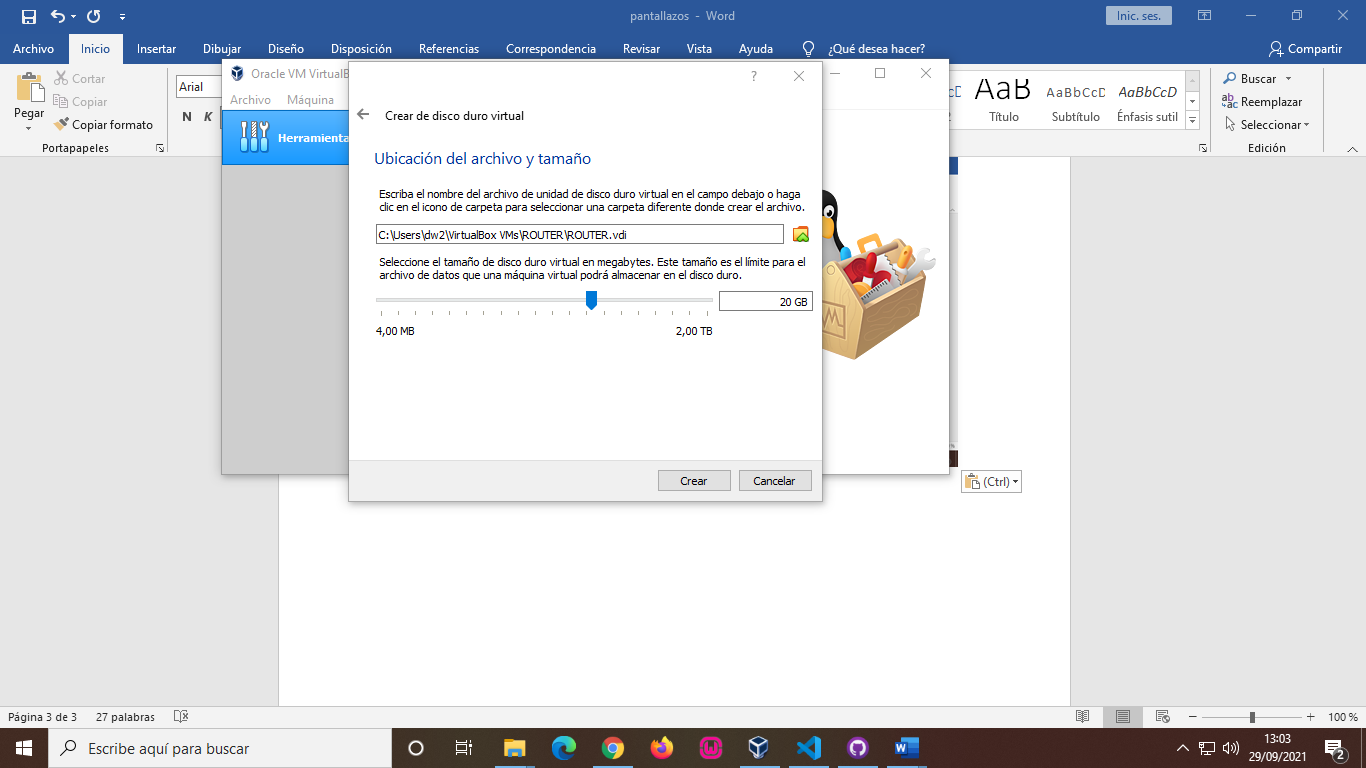 pantallazos - Word
Inic. ses.
Archivo Inicio Insertar Dibujar Diseño Disposición Referencias Correspondencia Revisar Vista Ayuda ¿Qué desea hacer? Compartir
Pegar
Cortar
Copiar
Copiar formato
Portapapeles
Arial
N K
AaB
Título
AaBbCcD
Subtítulo
AaBbCcD
Énfasis sutil
Buscar
Reemplazar
Seleccionar
Edición
Oracle VM VirtualB
Archivo Máquina
Herramienta
?
Crear de disco duro virtual
Ubicación del archivo y tamaño
Escriba el nombre del archivo de unidad de disco duro virtual en el campo debajo o haga
clic en el icono de carpeta para seleccionar una carpeta diferente donde crear el archivo.
C:\Users\dw2\VirtualBox VMs\ROUTER\ROUTER.vdi
Seleccione el tamaño de disco duro virtual en megabytes. Este tamaño es el límite para el
archivo de datos que una máquina virtual podrá almacenar en el disco duro.
20 GB
4,00 MB 2,00 TB
Crear Cancelar
(Ctrl)
Página 3 de 3 27 palabras 100 %
Escribe aquí para buscar
13:03
29/09/2021
2